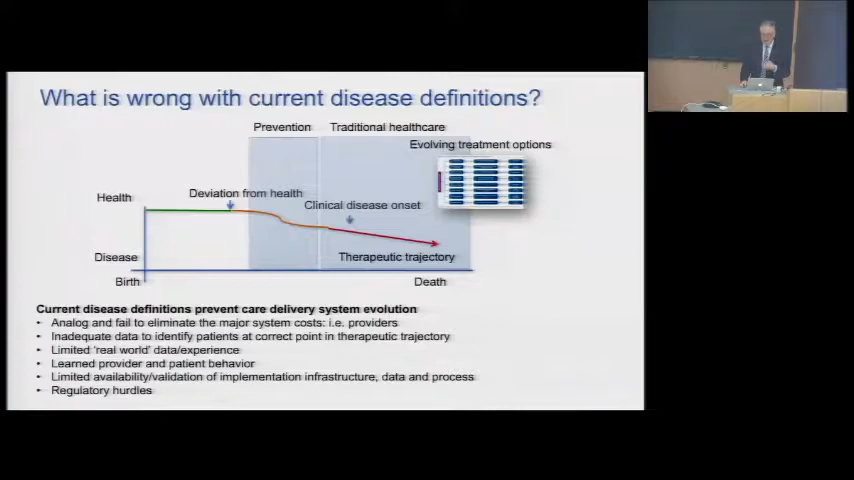 What is wrong with current disease definitions?
Prevention
Traditional healthcare
Evolving treatment options
Deviation from health
Health
Clinical disease onset
Disease
Therapeutic trajectory
Birth
Death
Current disease definitions prevent care delivery system evolution
• Analog and fail to eliminate the major system costs: i.e. providers
• Inadequate data to identify patients at correct point in therapeutic trajectory
• Limited 'real world' data/experience
• Learned provider and patient behavior
• Limited availability/validation of implementation infrastructure, data and process
• Regulatory hurdles